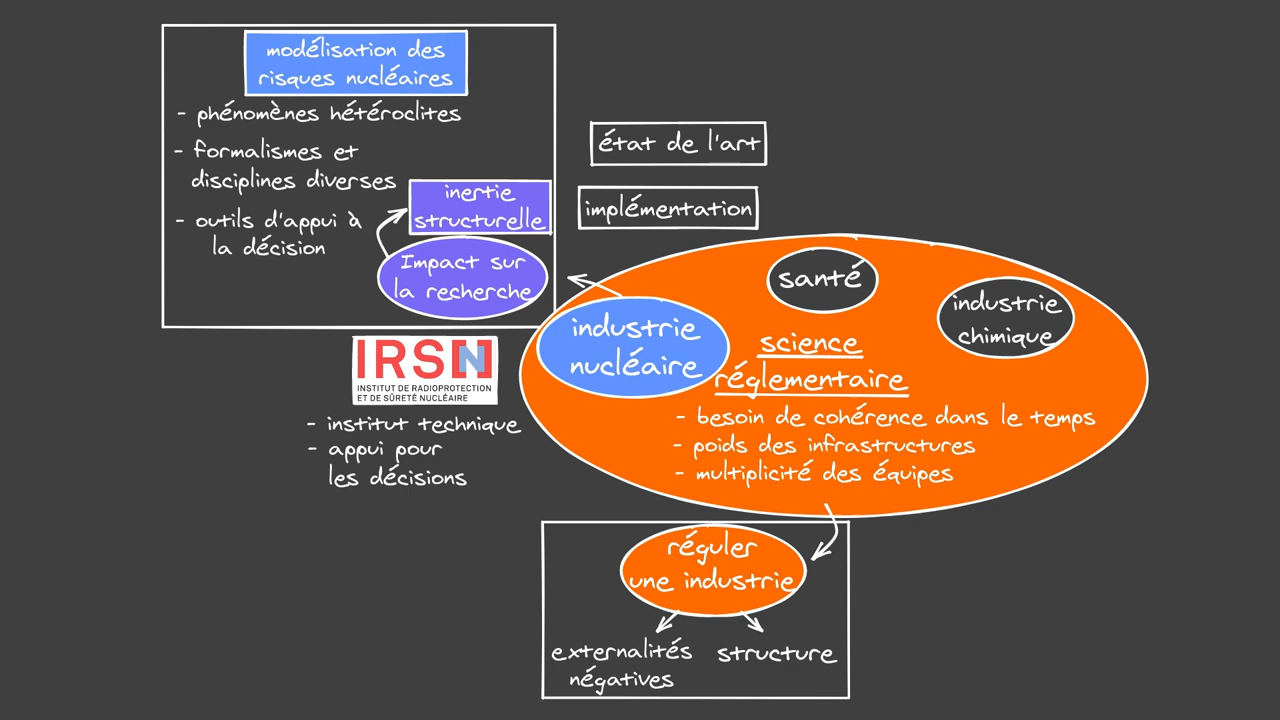 modélisation des
risques nucléaires
- phénomènes hétéroclites
- formalismes et
disciplines diverses
- outils d'appui à
la décision
inertie
structurelle
Impact sur
la recherche
état de l'art
implémentation
santé
industrie
chimique
industrie
nucléaire
science
réglementaire
- besoin de cohérence dans le temps
- poids des infrastructures
- multiplicité des équipes
IRSN
INSTITUT DE RADIOPROTECTION
ET DE SÛRETÉ NUCLÉAIRE
- institut technique
- appui pour
les décisions
réguler
une industrie
externalités
négatives
structure